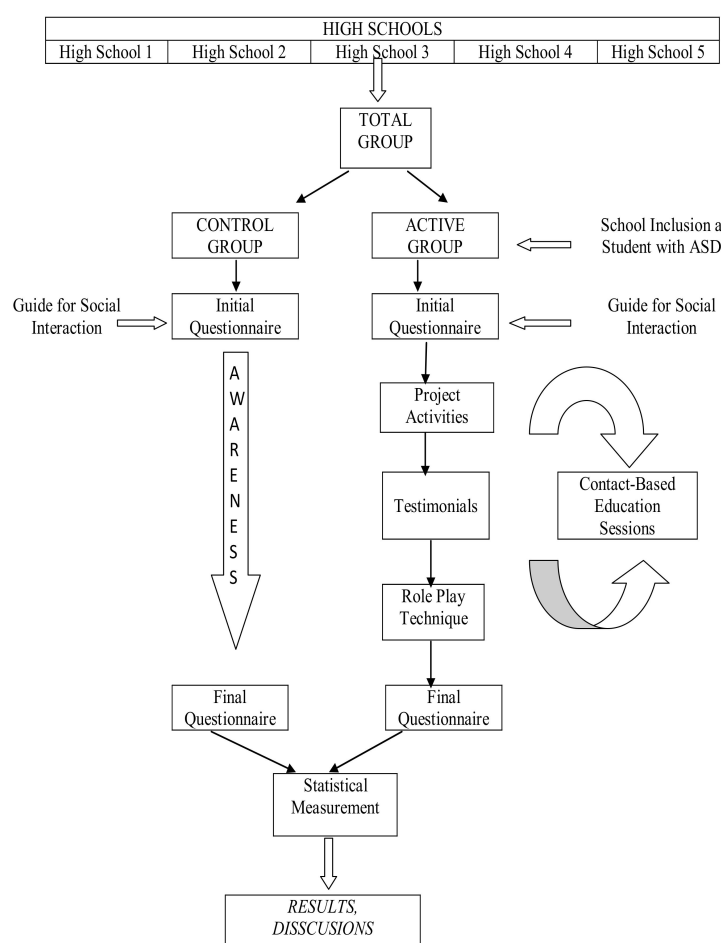 HIGH SCHOOLS
High School 1 High School 2 High School 3 High School 4 High School 5
TOTAL
GROUP
CONTROL
GROUP
ACTIVE
GROUP
School Inclusion a
Student with ASD
Guide for Social
Interaction
Initial
Questionnaire
Initial
Questionnaire
Guide for Social
Interaction
A
W
A
R
E
N
E
S
S
Project
Activities
Testimonials
Contact-Based
Education
Sessions
Role Play
Technique
Final
Questionnaire
Final
Questionnaire
Statistical
Measurement
RESULTS,
DISSCUSIONS